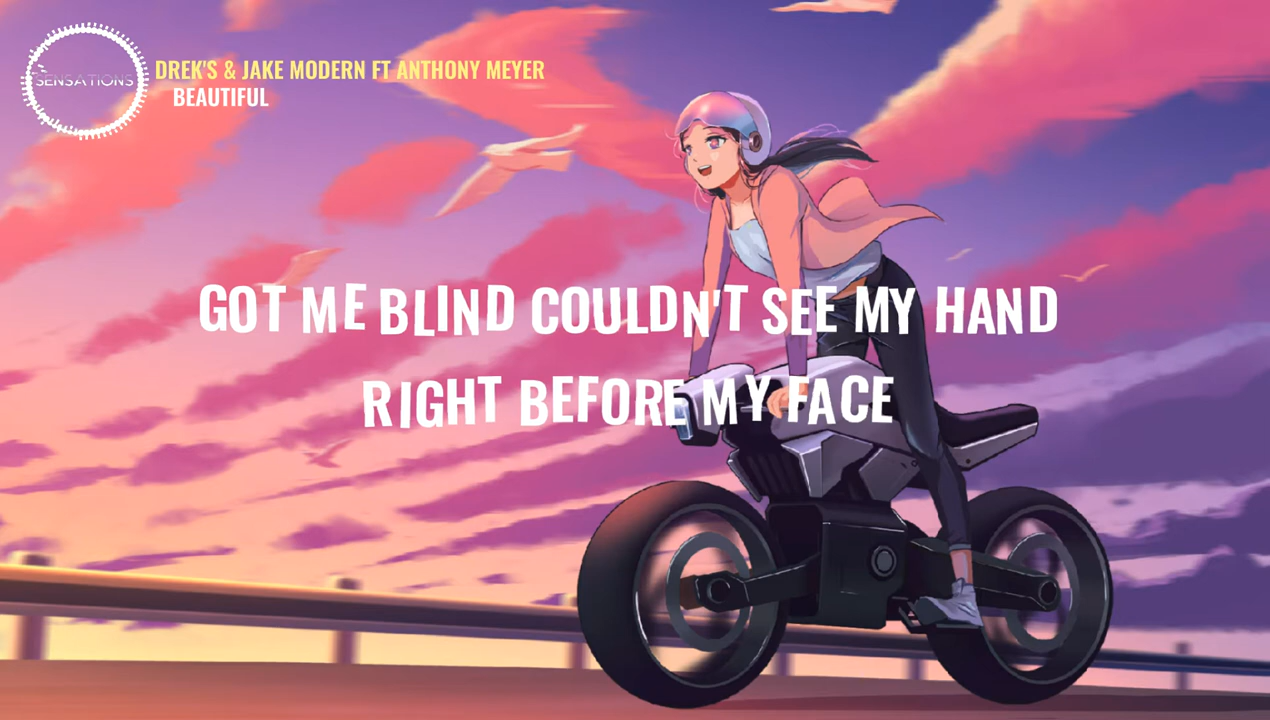 SENSATIONS
DREK'S & JAKE MODERN FT ANTHONY MEYER
BEAUTIFUL
GOT ME BLIND COULDN'T SEE MY HAND
RIGHT BEFORE MY FACE